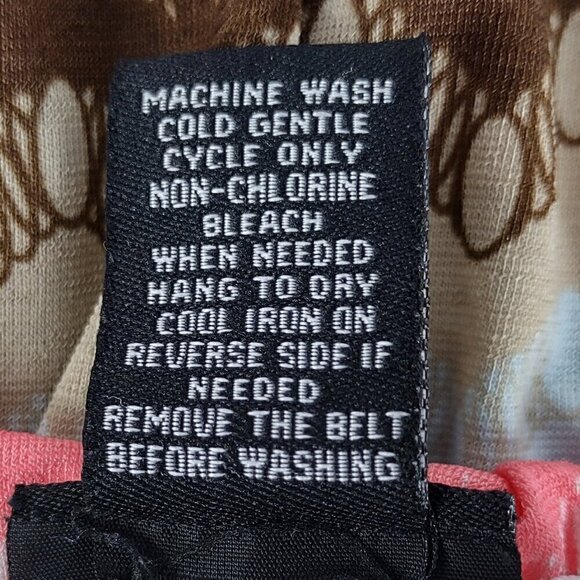 MACHINE WASH
COLD GENTLE
CYCLE ONLY
NON-CHLORINE
BLEACH
WHEN NEEDED
HANG TO DRY
COOL IRON ON
REVERSE SIDE IF
NEEDED
REMOVE THE BELT
BEFORE WASHING